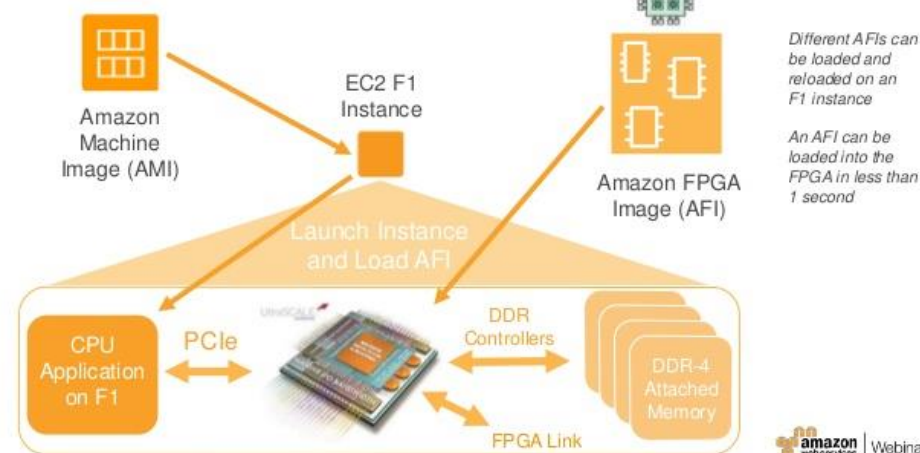 Amazon
Machine
Image (AMI)
EC2 F1
Instance
Amazon FPGA
Image (AFI)
Different AFIs can
be loaded and
reloaded on an
F1 instance
An AFI can be
loaded into the
FPGA in less than
1 second
Launch Instance
and Load AFI
CPU
Application
on F1
PCIe
UltraSCALE
DDR
Controllers
FPGA Link
DDR-4
Attached
Memory
amazon
webservices
Webina